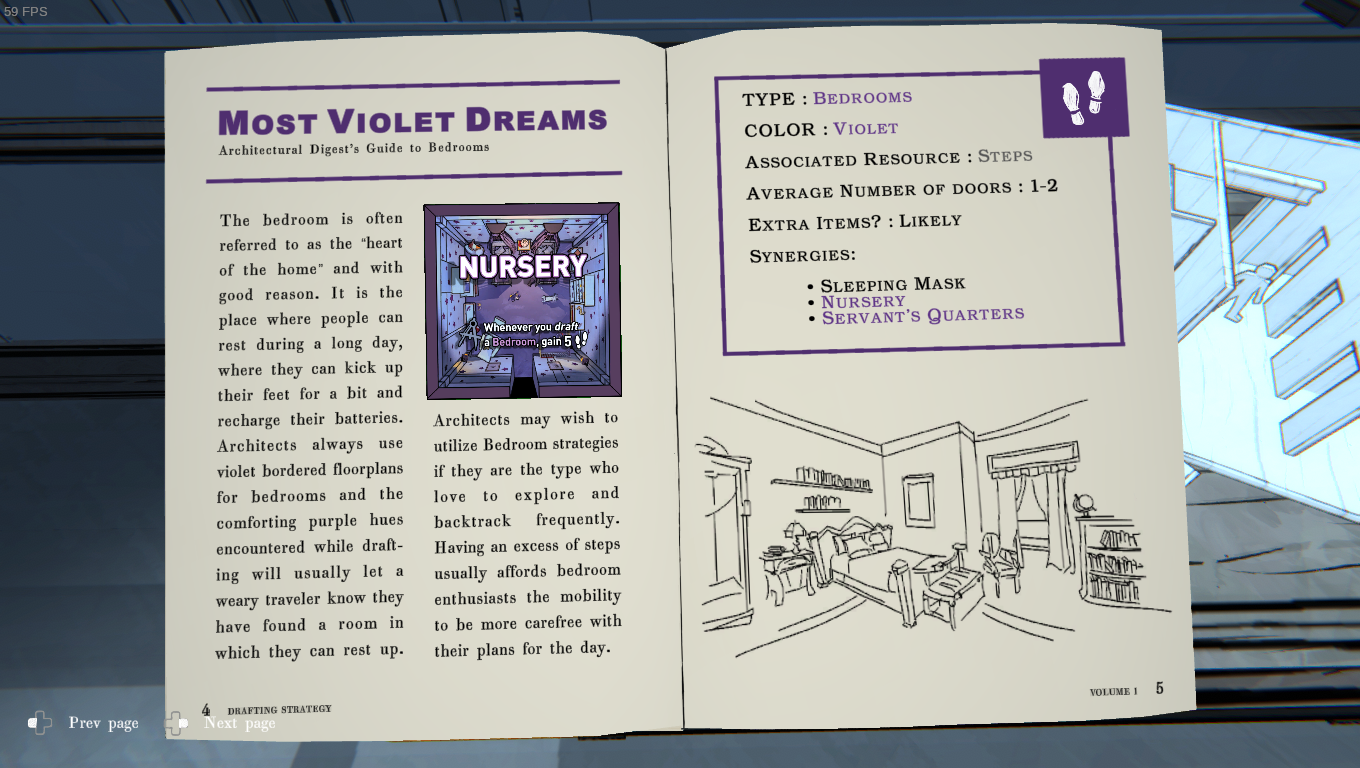 59 FPS
Most Violet Dreams
Architectural Digest's Guide to Bedrooms
The bedroom is often
referred to as the "heart
of the home" and with
good reason. It is the
place where people can
rest during a long day,
where they can kick up
their feet for a bit and
recharge their batteries.
Architects always use
violet bordered floorplans
for bedrooms and the
comforting purple hues
encountered while draft-
ing will usually let a
weary traveler know they
have found a room in
which they can rest up.
NURSERY
Whenever you draft
a Bedroom, gain 5
Architects may wish to
utilize Bedroom strategies
if they are the type who
love to explore and
backtrack frequently.
Having an excess of steps
usually affords bedroom
enthusiasts the mobility
to be more carefree with
their plans for the day.
4 DRAFTING STRATEGY
Type : Bedrooms
Color : Violet
Associated Resource : Steps
Average Number of doors : 1-2
Extra Items? : Likely
Synergies:
• Sleeping Mask
• Nursery
• Servant's Quarters
VOLUME 1 5
Prev page
Next page